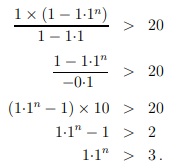 1 × (1 − 1·1ⁿ) / 1 − 1·1 > 20
1 − 1·1ⁿ / −0·1 > 20
(1·1ⁿ − 1) × 10 > 20
1·1ⁿ − 1 > 2
1·1ⁿ > 3.